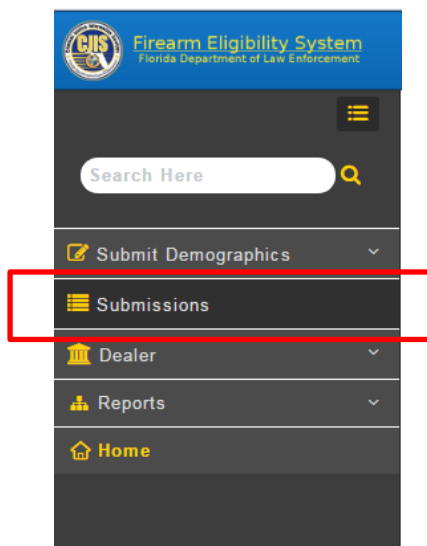 CJIS
Firearm Eligibility System
Florida Department of Law Enforcement
Search Here
Submit Demographics
Submissions
Dealer
Reports
Home